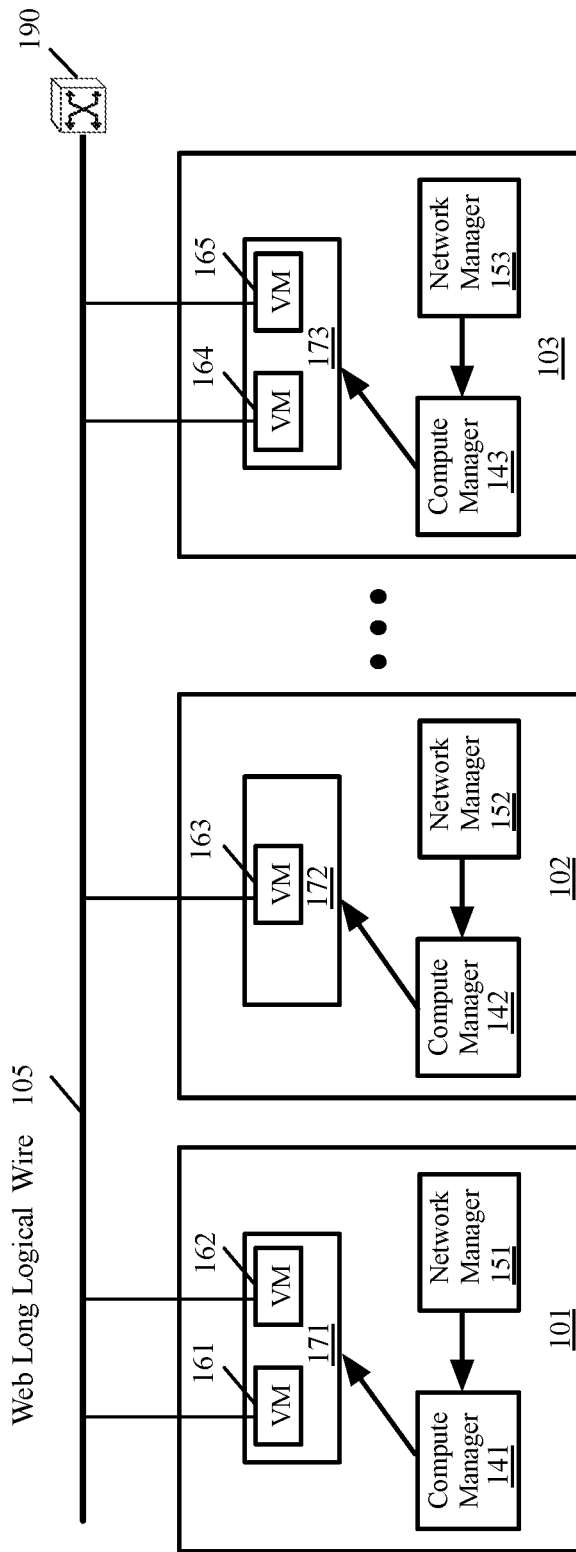 Web Long Logical Wire
105
190
161
162
VM
VM
171
Compute
Manager
141
Network
Manager
151
101
163
VM
172
Compute
Manager
142
Network
Manager
152
102
164
165
VM
VM
173
Compute
Manager
143
Network
Manager
153
103